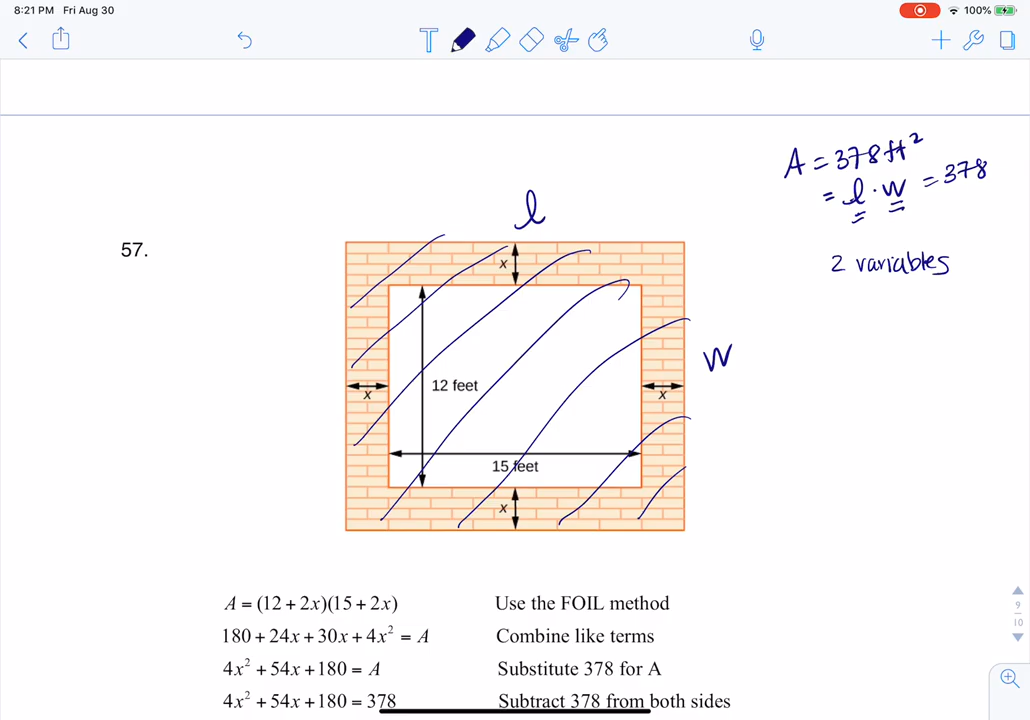 8:21 PM Fri Aug 30
100%
T
A = 378 ft²
= l · w = 378
2 variables
l
57.
x
12 feet
x
x
w
15 feet
x
A = (12 + 2x)(15 + 2x) Use the FOIL method
180 + 24x + 30x + 4x² = A Combine like terms
4x² + 54x + 180 = A Substitute 378 for A
4x² + 54x + 180 = 378 Subtract 378 from both sides
9
10